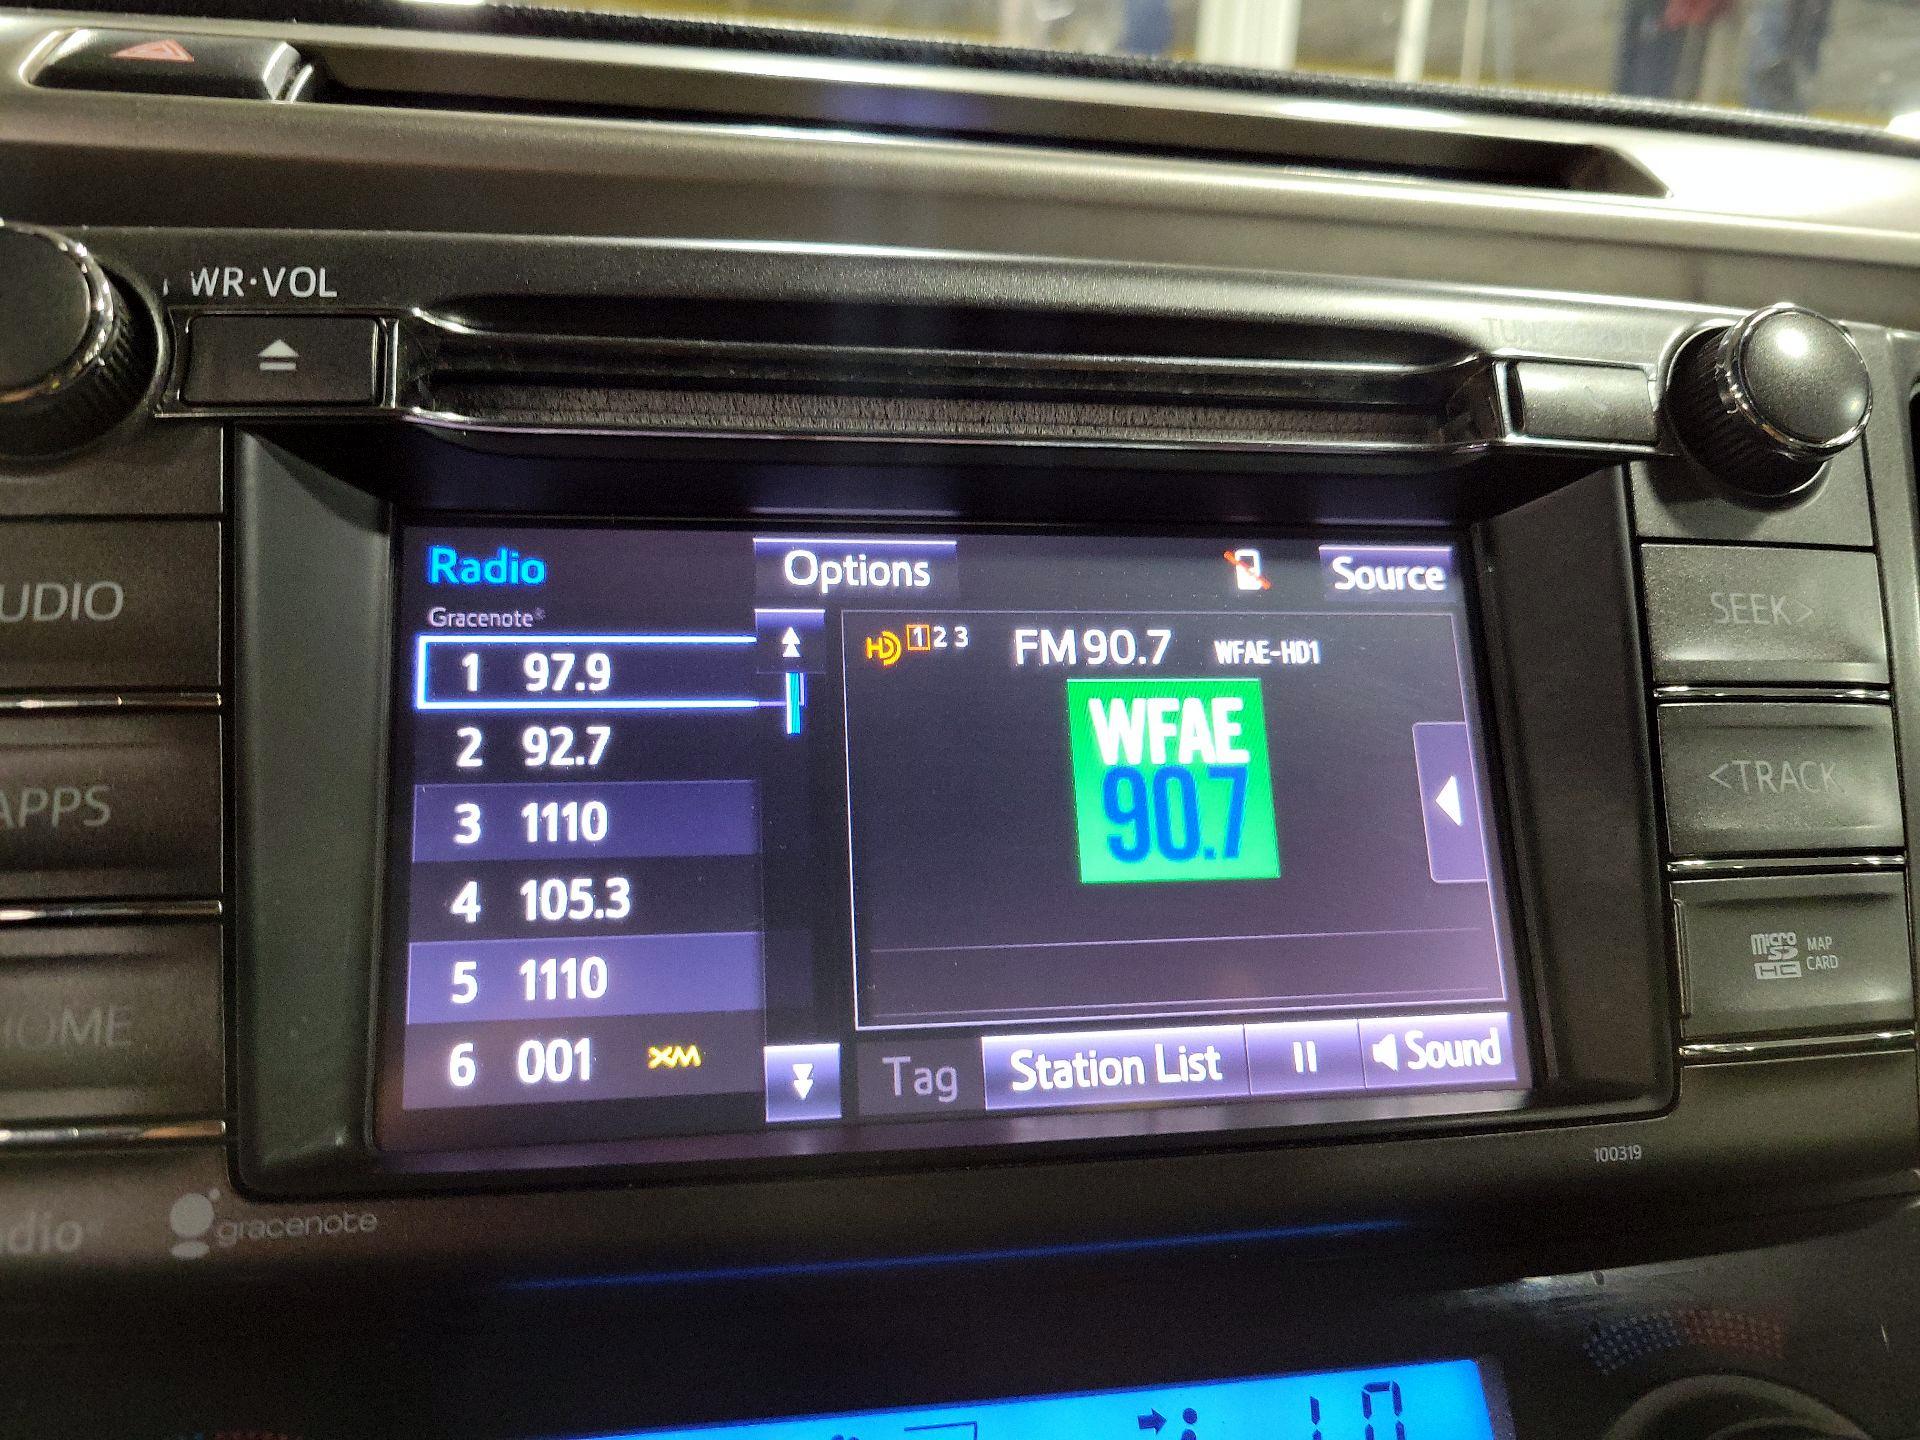 WR·VOL
UDIO
APPS
HOME
Radio
Options
Source
Gracenote®
1 97.9
2 92.7
3 1110
4 105.3
5 1110
6 001 XM
HD 1 2 3 FM 90.7 WFAE-HD1
WFAE
90.7
Tag
Station List
Sound
SEEK>
<TRACK
micro SD HC
MAP
CARD
100319
adio
gracenote